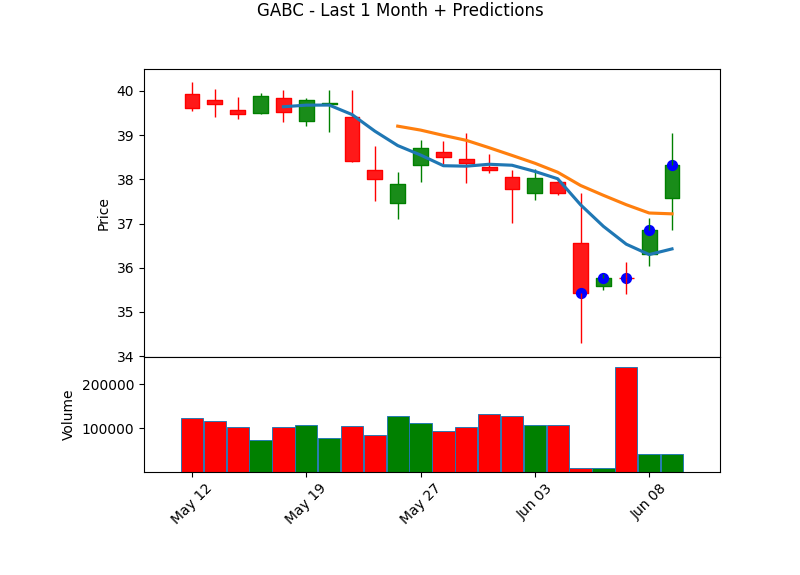 GABC - Last 1 Month + Predictions
Price
40
39
38
37
36
35
34
Volume
200000
100000
May 12
May 19
May 27
Jun 03
Jun 08